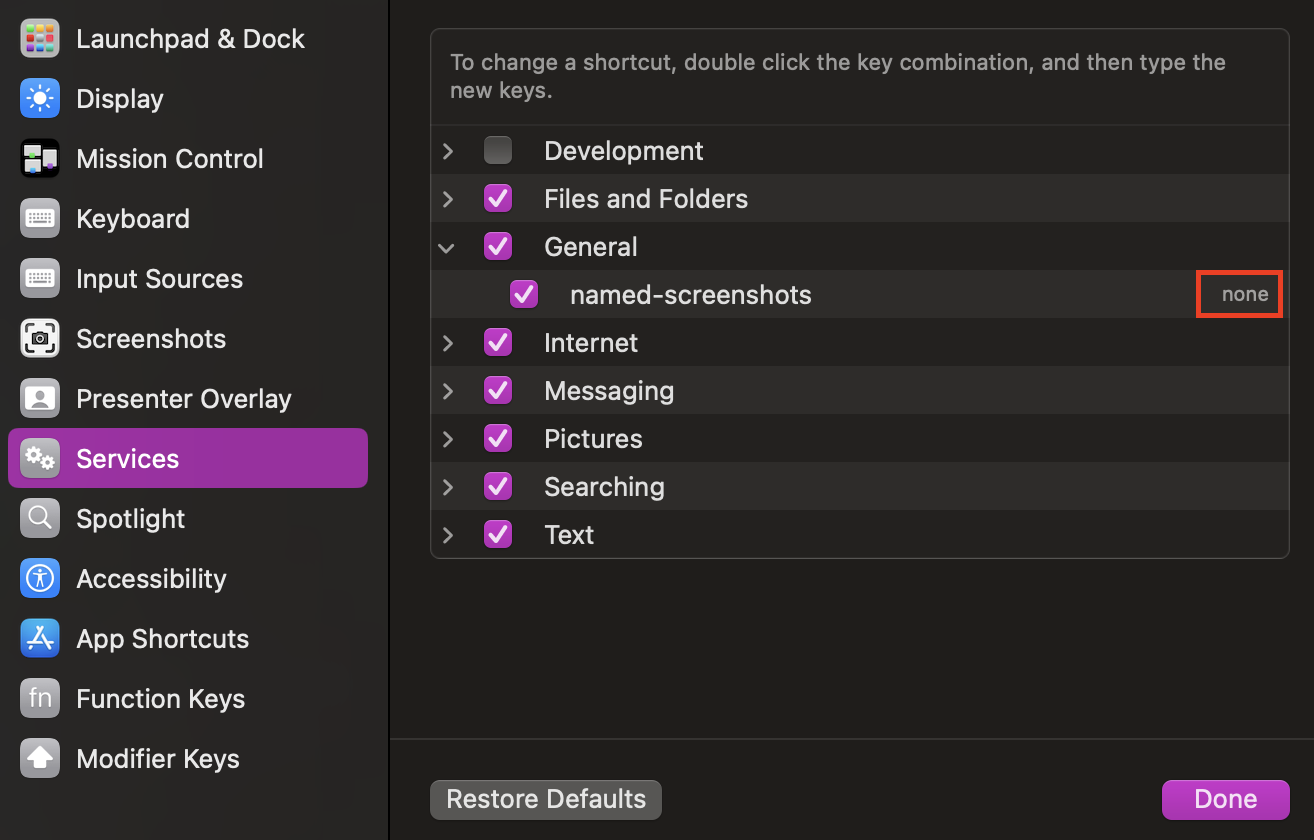 Launchpad & Dock
Display
Mission Control
Keyboard
Input Sources
Screenshots
Presenter Overlay
Services
Spotlight
Accessibility
App Shortcuts
fn Function Keys
Modifier Keys
To change a shortcut, double click the key combination, and then type the
new keys.
Development
Files and Folders
General
named-screenshots none
Internet
Messaging
Pictures
Searching
Text
Restore Defaults
Done